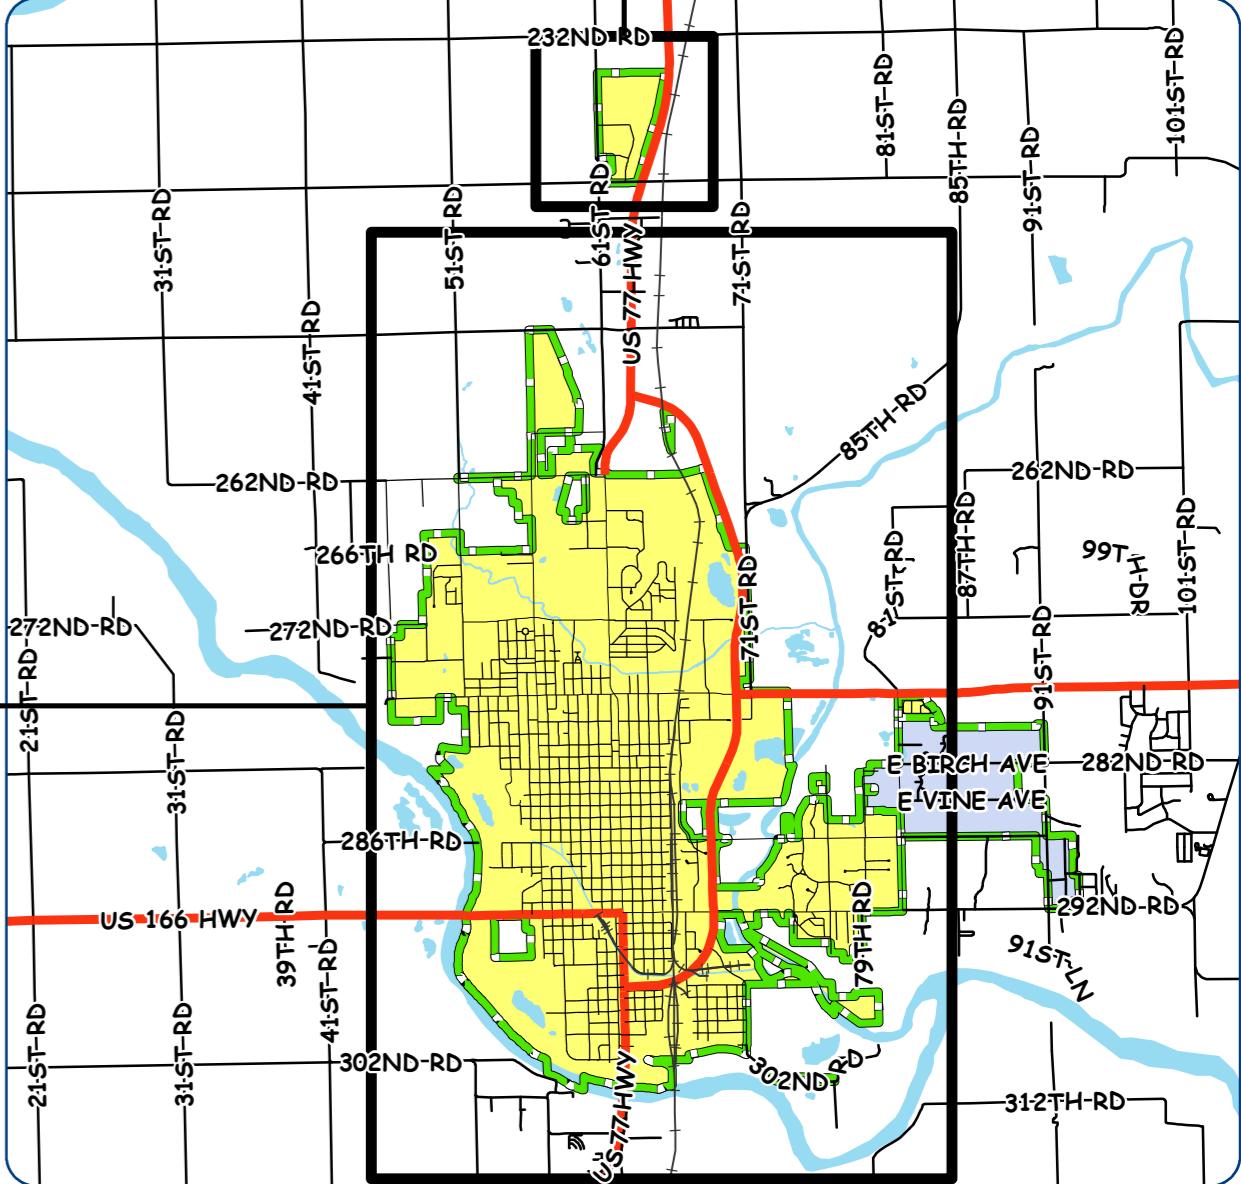 232ND RD
81ST-RD
101ST-RD
85TH-RD
91ST-RD
31ST-RD
51ST-RD
61ST-RD
71ST-RD
US 77 HWY
41ST-RD
85TH-RD
262ND-RD
262ND-RD
266TH RD
87TH-RD
101ST-RD
99TH-DR
81ST-RD
71ST-RD
272ND-RD
272ND-RD
91ST-RD
21ST-RD
31ST-RD
E-BIRCH-AVE
282ND-RD
E-VINE-AVE
286TH-RD
US 166 HWY
39TH-RD
79TH-RD
292ND-RD
41ST-RD
91ST-LN
21ST-RD
31ST-RD
302ND-RD
302ND-RD
312TH-RD
US-77-HWY